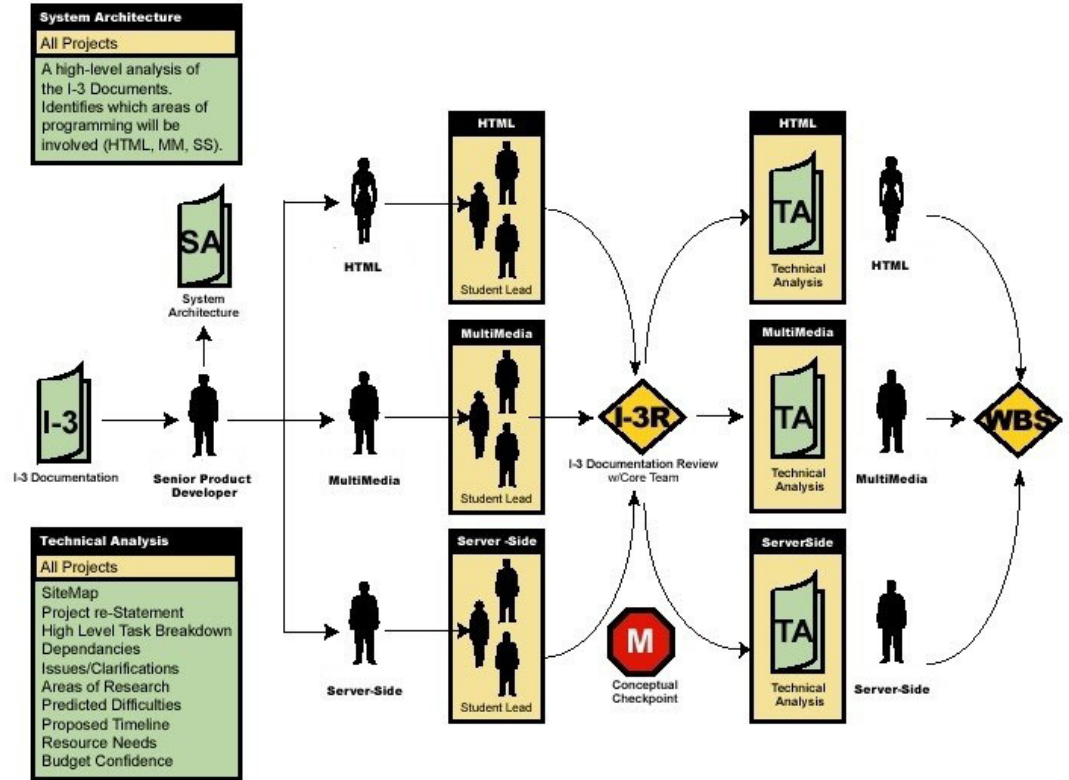 System Architecture
All Projects
A high-level analysis of
the I-3 Documents.
Identifies which areas of
programming will be
involved (HTML, MM, SS).
SA
System
Architecture
I-3
I-3 Documentation
Senior Product
Developer
HTML
MultiMedia
Server-Side
HTML
Student Lead
MultiMedia
Student Lead
Server -Side
Student Lead
I-3R
I-3 Documentation Review
w/Core Team
M
Conceptual
Checkpoint
HTML
TA
Technical
Analysis
HTML
MultiMedia
TA
Technical
Analysis
MultiMedia
ServerSide
TA
Technical
Analysis
Server-Side
WBS
Technical Analysis
All Projects
SiteMap
Project re-Statement
High Level Task Breakdown
Dependancies
Issues/Clarifications
Areas of Research
Predicted Difficulties
Proposed Timeline
Resource Needs
Budget Confidence